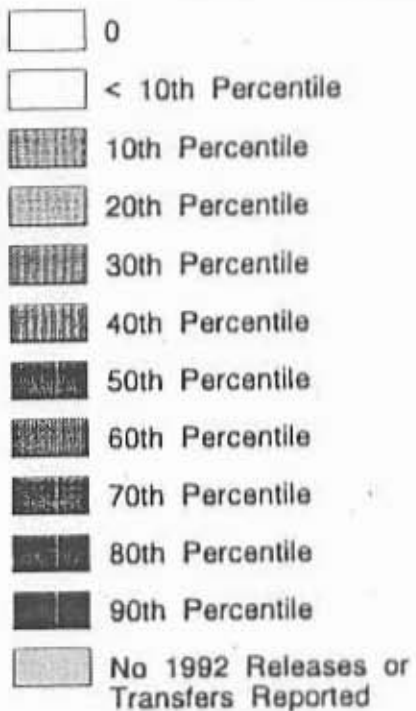 0
< 10th Percentile
10th Percentile
20th Percentile
30th Percentile
40th Percentile
50th Percentile
60th Percentile
70th Percentile
80th Percentile
90th Percentile
No 1992 Releases or
Transfers Reported